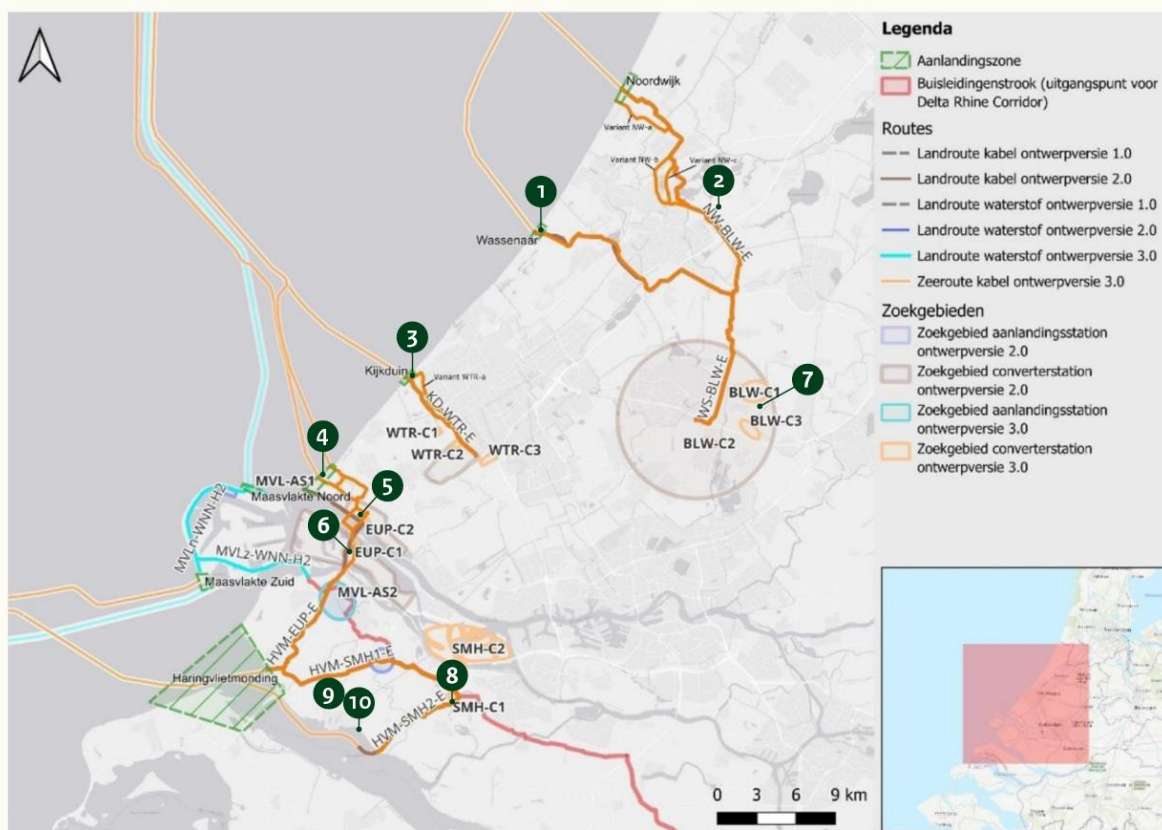 Noordwijk
Variant NW-a
Variant NW-b
Variant NW-c
2
1
NW-BLW-E
Wassenaar
3
Kijkduin
Variant WTR-a
KD-WTR-E
WS-BLW-E
BLW-C1
7
BLW-C3
BLW-C2
WTR-C1
WTR-C2
WTR-C3
4
MVL-AS1
Maasvlakte Noord
5
EUP-C2
6
EUP-C1
MVLn-WNN-H2
MVLz-WNN-H2
Maasvlakte Zuid
MVL-AS2
HVM-EUP-E
SMH-C2
HVM-SMH1-E
Haringvlietmonding
8
SMH-C1
9
10
HVM-SMH2-E
0 3 6 9 km
Legenda
Aanlandingszone
Buisleidingenstrook (uitgangspunt voor
Delta Rhine Corridor)
Routes
Landroute kabel ontwerpversie 1.0
Landroute kabel ontwerpversie 2.0
Landroute waterstof ontwerpversie 1.0
Landroute waterstof ontwerpversie 2.0
Landroute waterstof ontwerpversie 3.0
Zeeroute kabel ontwerpversie 3.0
Zoekgebieden
Zoekgebied aanlandingsstation
ontwerpversie 2.0
Zoekgebied converterstation
ontwerpversie 2.0
Zoekgebied aanlandingsstation
ontwerpversie 3.0
Zoekgebied converterstation
ontwerpversie 3.0